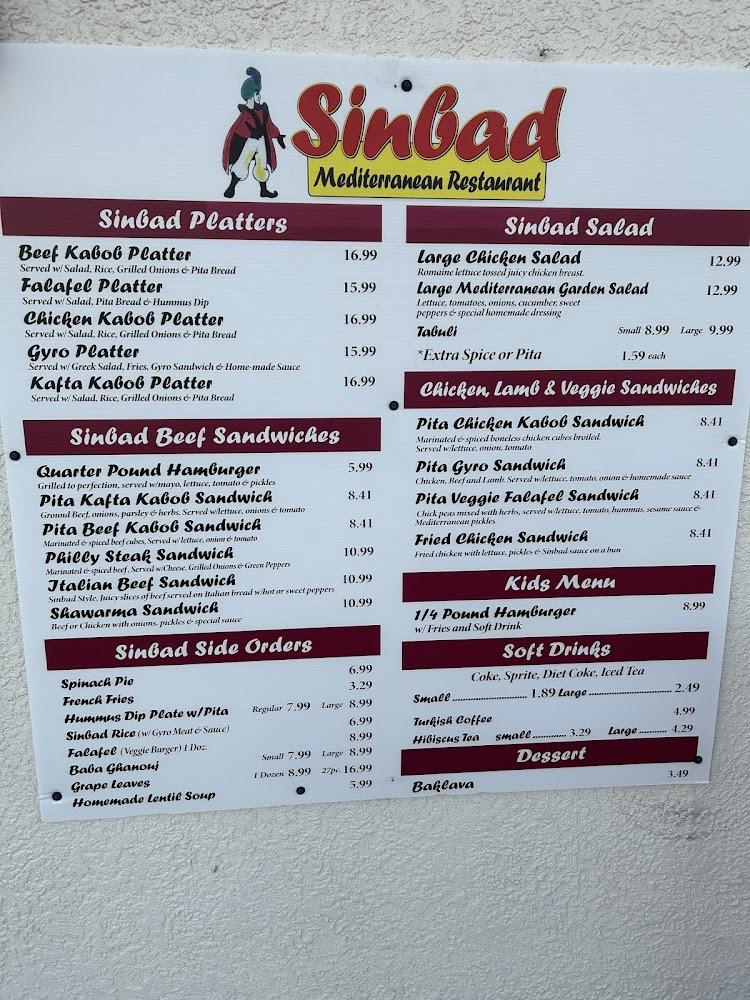 Sinbad
Mediterranean Restaurant
Sinbad Platters
Beef Kabob Platter 16.99
Served w/ Salad, Rice, Grilled Onions & Pita Bread
Falafel Platter 15.99
Served w/ Salad, Pita Bread & Hummus Dip
Chicken Kabob Platter 16.99
Served w/ Salad, Rice, Grilled Onions & Pita Bread
Gyro Platter 15.99
Served w/ Greek Salad, Fries, Gyro Sandwich & Home-made Sauce
Kafta Kabob Platter 16.99
Served w/ Salad, Rice, Grilled Onions & Pita Bread
Sinbad Beef Sandwiches
Quarter Pound Hamburger 5.99
Grilled to perfection, served w/mayo, lettuce, tomato & pickles
Pita Kafta Kabob Sandwich 8.41
Ground Beef, onions, parsley & herbs. Served w/lettuce, onions & tomato
Pita Beef Kabob Sandwich 8.41
Marinated & spiced beef cubes, Served w/ lettuce, onion & tomato
Philly Steak Sandwich 10.99
Marinated & spiced beef, Served w/Cheese, Grilled Onions & Green Peppers
Italian Beef Sandwich 10.99
Sinbad Style, Juicy slices of beef served on Italian bread w/hot or sweet peppers
Shawarma Sandwich 10.99
Beef or Chicken with onions, pickles & special sauce
Sinbad Side Orders
Spinach Pie 6.99
French Fries 3.29
Hummus Dip Plate w/Pita Regular 7.99 Large 8.99
Sinbad Rice (w/ Gyro Meat & Sauce) 6.99
Falafel (Veggie Burger) 1 Doz. 8.99
Baba Ghanouj Small 7.99 Large 8.99
Grape Leaves 1 Dozen 8.99 27pc. 16.99
Homemade Lentil Soup 5.99
Sinbad Salad
Large Chicken Salad 12.99
Romaine lettuce tossed juicy chicken breast.
Large Mediterranean Garden Salad 12.99
Lettuce, tomatoes, onions, cucumber, sweet
peppers & special homemade dressing
Tabuli Small 8.99 Large 9.99
*Extra Spice or Pita 1.59 each
Chicken, Lamb & Veggie Sandwiches
Pita Chicken Kabob Sandwich 8.41
Marinated & spiced boneless chicken cubes broiled.
Served w/lettuce, onion, tomato
Pita Gyro Sandwich 8.41
Chicken, Beef and Lamb. Served w/lettuce, tomato, onion & homemade sauce
Pita Veggie Falafel Sandwich 8.41
Chick peas mixed with herbs, served w/lettuce, tomato, hummus, sesame sauce &
Mediterranean pickles
Fried Chicken Sandwich 8.41
Fried chicken with lettuce, pickles & Sinbad sauce on a bun
Kids Menu
1/4 Pound Hamburger 8.99
w/ Fries and Soft Drink
Soft Drinks
Coke, Sprite, Diet Coke, Iced Tea
Small ........................ 1.89 Large ........................ 2.49
Turkish Coffee 4.99
Hibiscus Tea small ............ 3.29 Large .......... 4.29
Dessert
Baklava 3.49